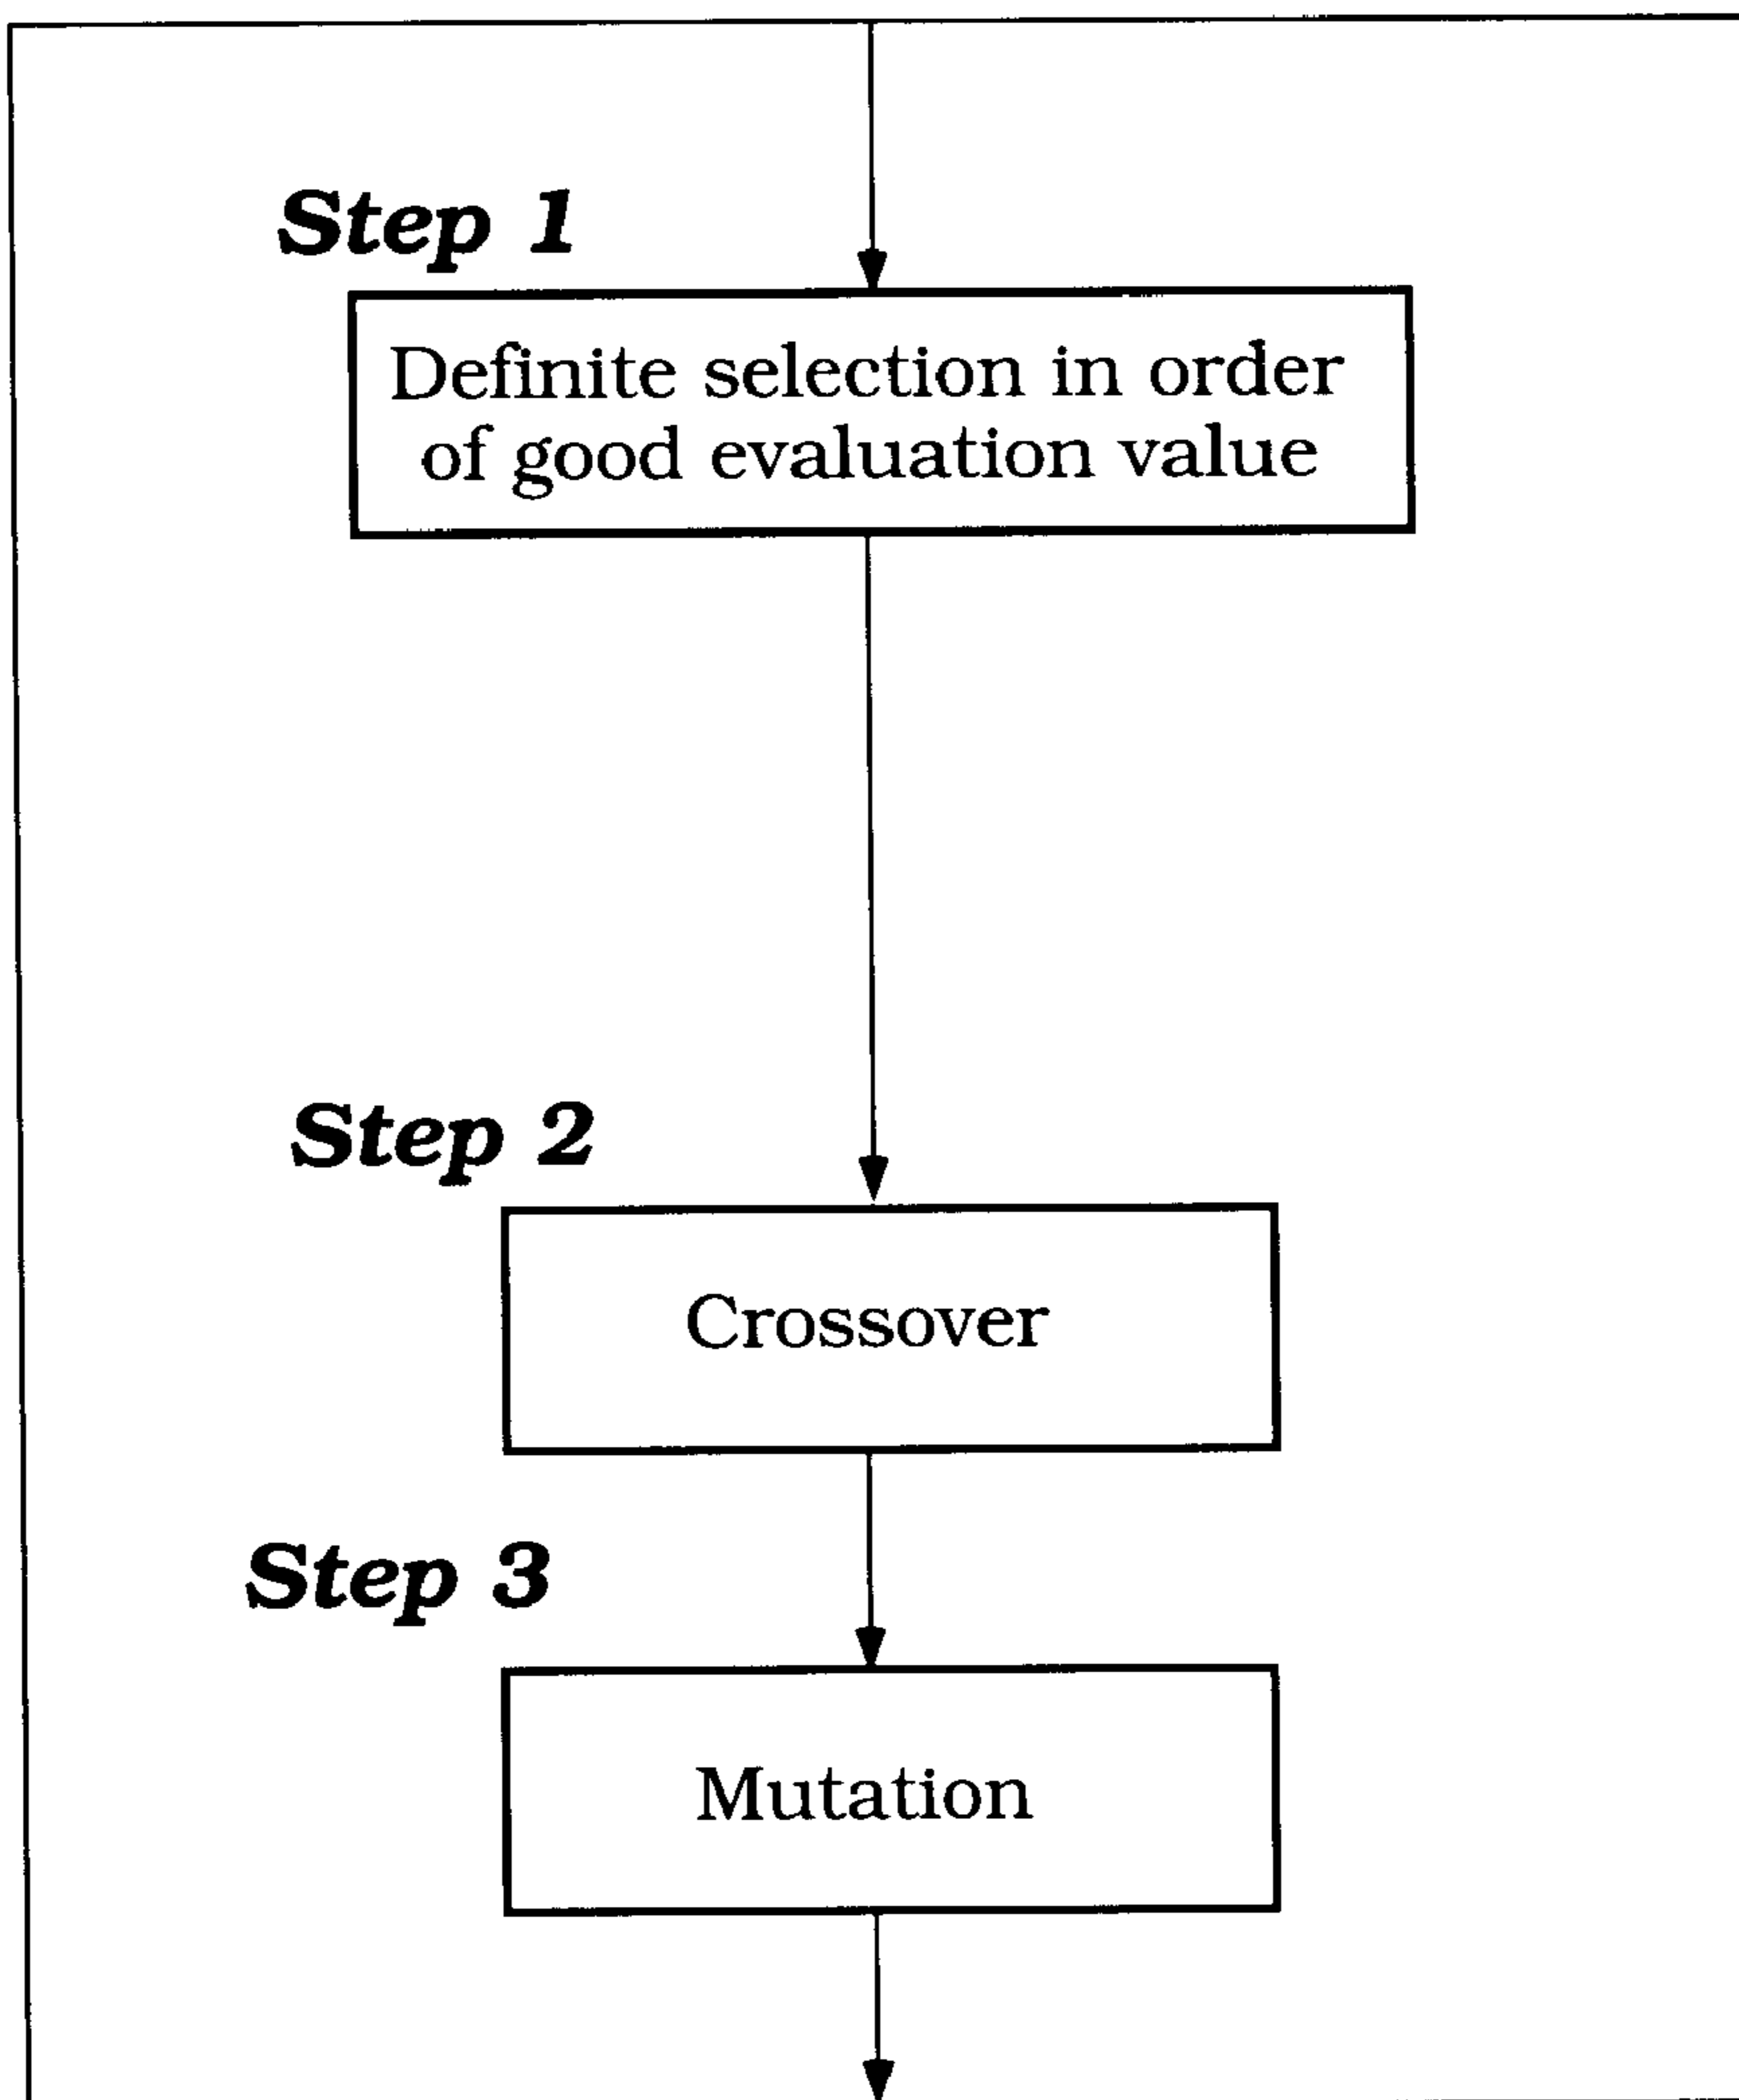 Step 1
Definite selection in order
of good evaluation value
Step 2
Crossover
Step 3
Mutation